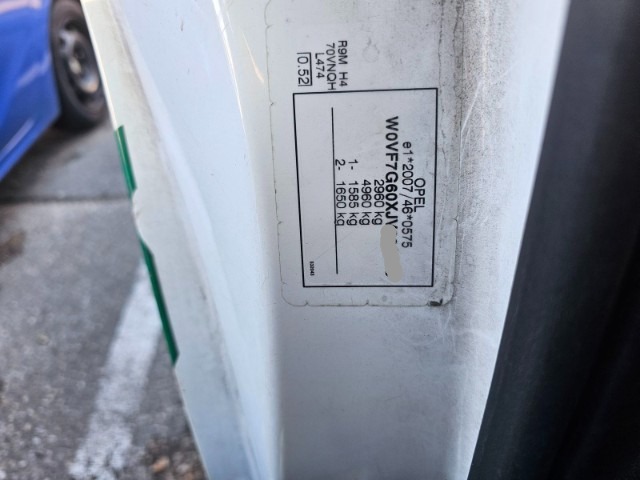 OPEL
e1*2007/46*0575
W0VF7G60XJV
2960 kg
4960 kg
1- 1585 kg
2- 1650 kg
R9M H4
70VNQH
L474
0.52